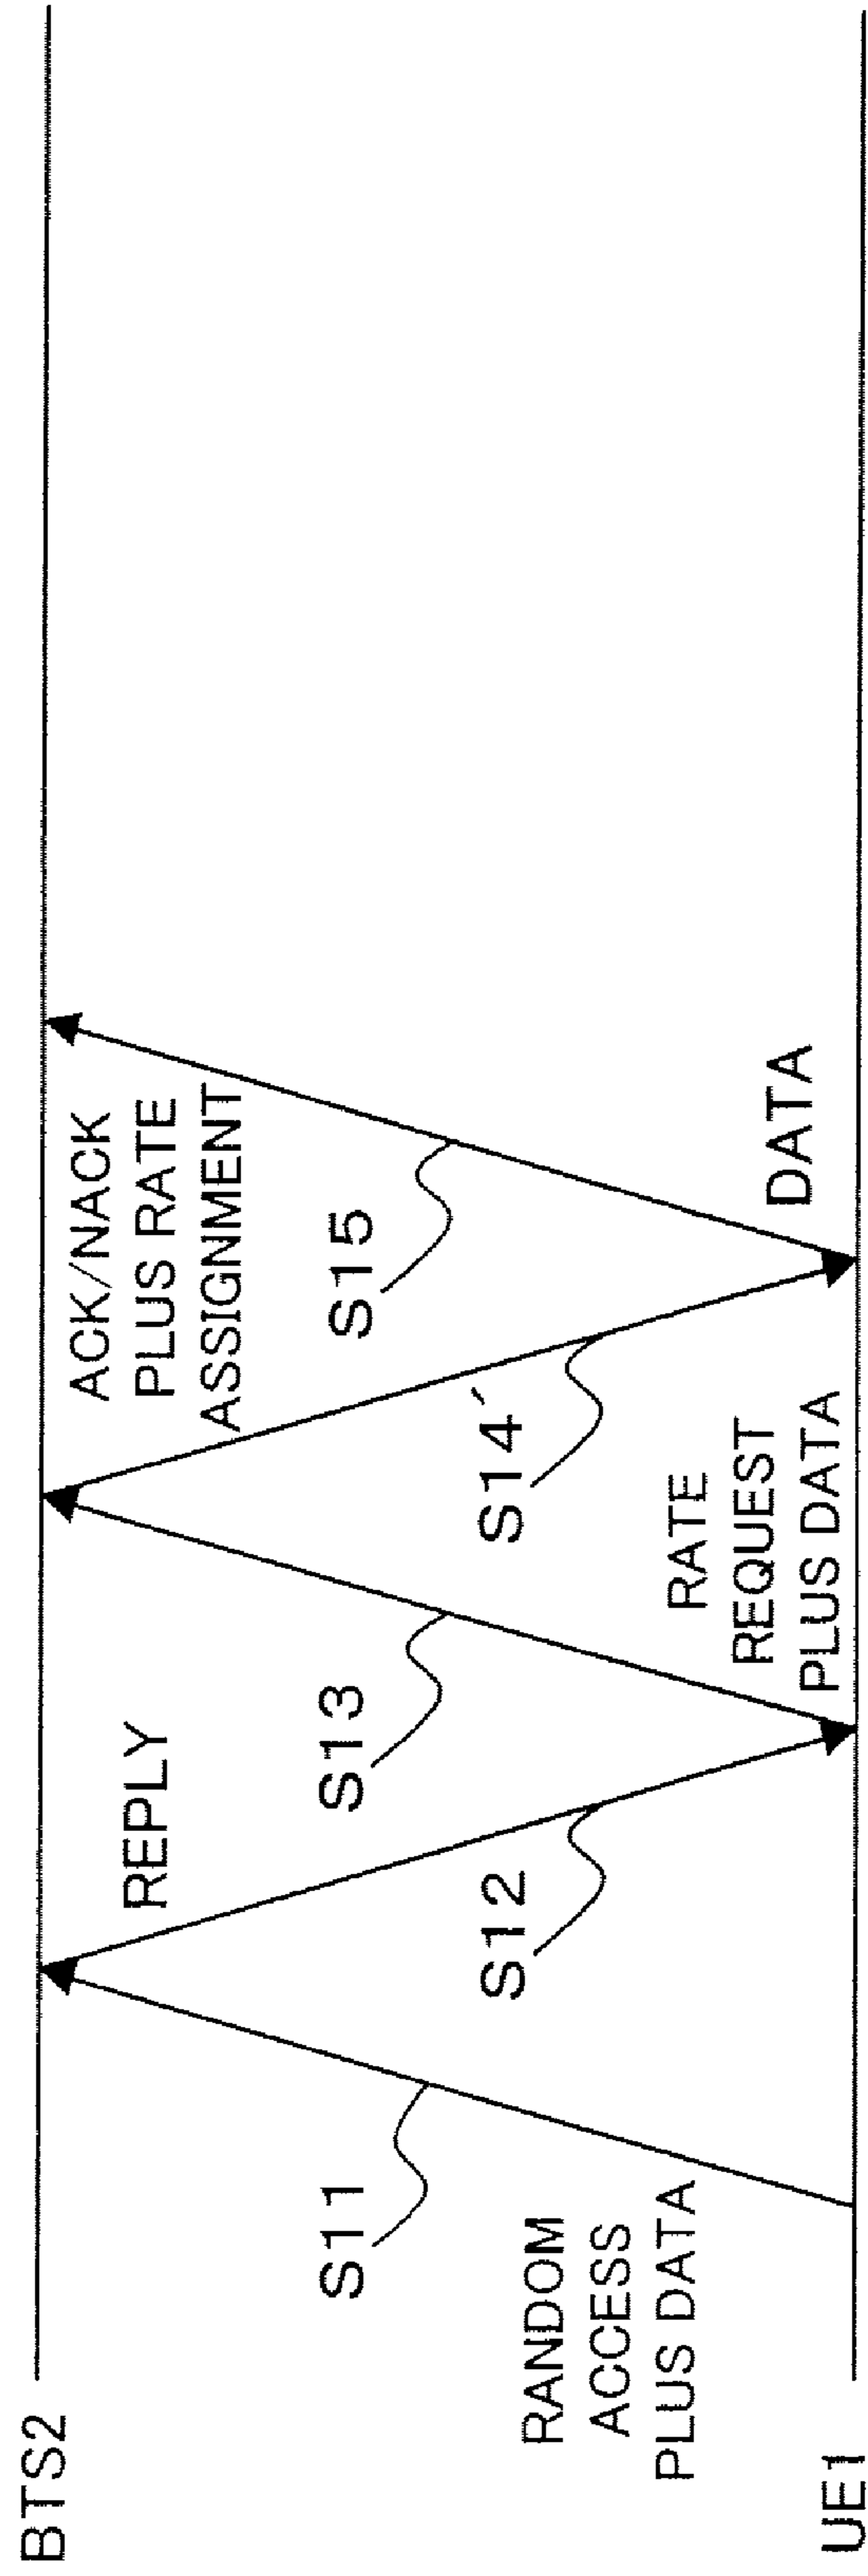 BTS2
REPLY
ACK/NACK
PLUS RATE
ASSIGNMENT
S11
S12
S13
S14´
S15
RANDOM
ACCESS
PLUS DATA
RATE
REQUEST
PLUS DATA
DATA
UE1